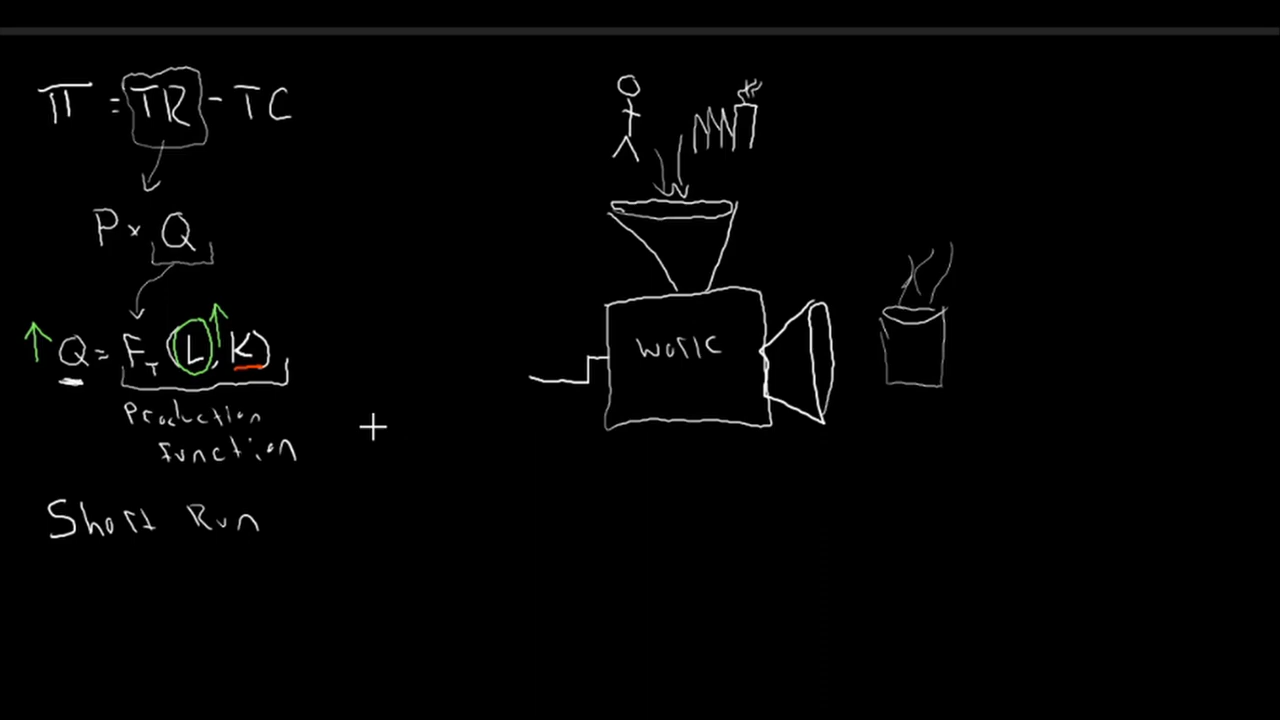 π = TR - TC
P × Q
Q = F_T (L, K)
Production
Function
Short Run
Work